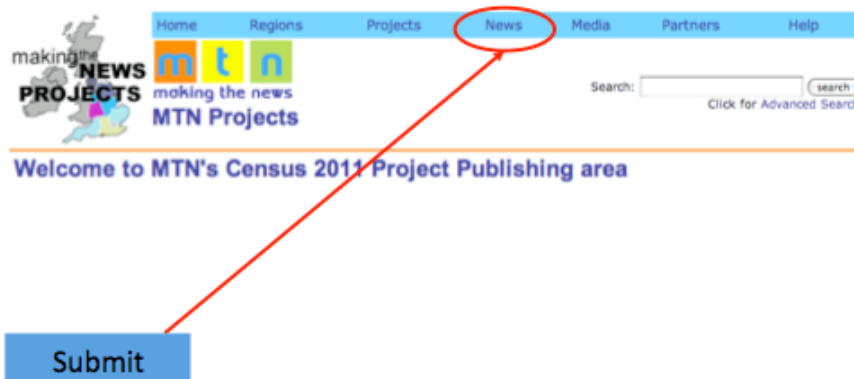 Home Regions Projects News Media Partners Help
making the
NEWS
PROJECTS
mtn
making the news
MTN Projects
Search: search
Click for Advanced Search
Welcome to MTN's Census 2011 Project Publishing area
Submit